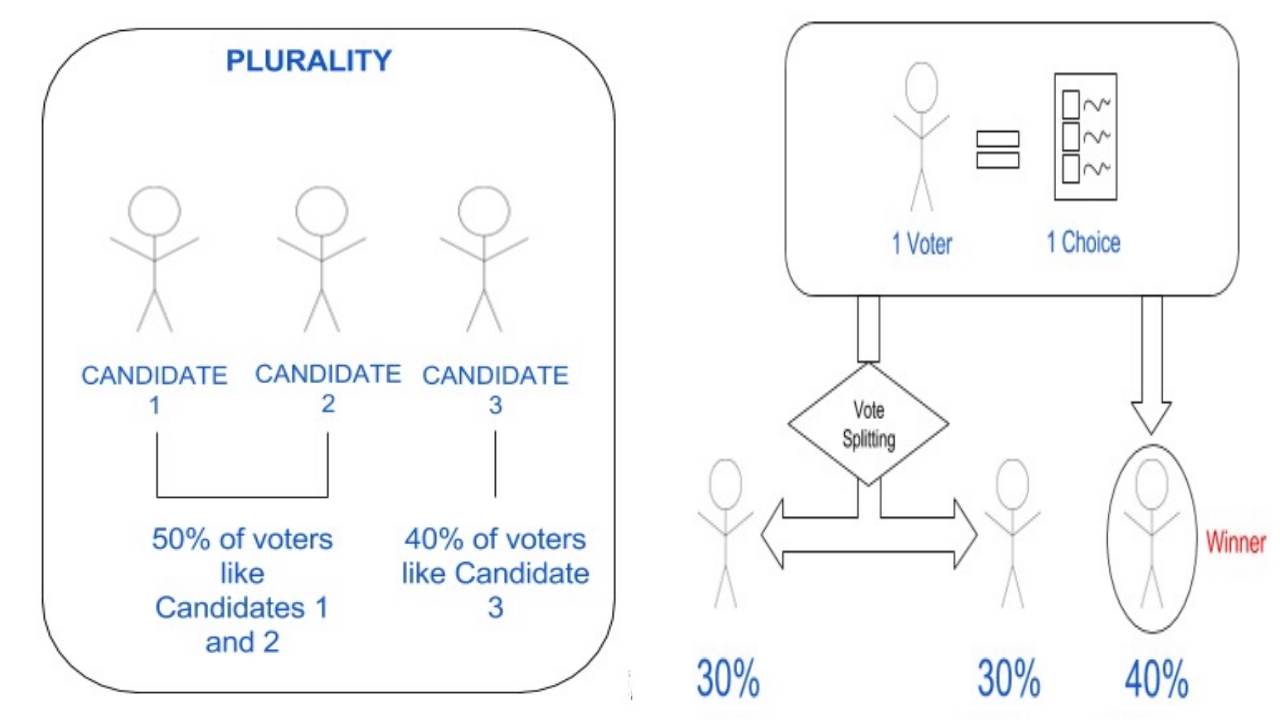 PLURALITY
CANDIDATE
1
CANDIDATE
2
CANDIDATE
3
50% of voters
like
Candidates 1
and 2
40% of voters
like Candidate
3
1 Voter
1 Choice
Vote
Splitting
Winner
30%
30%
40%